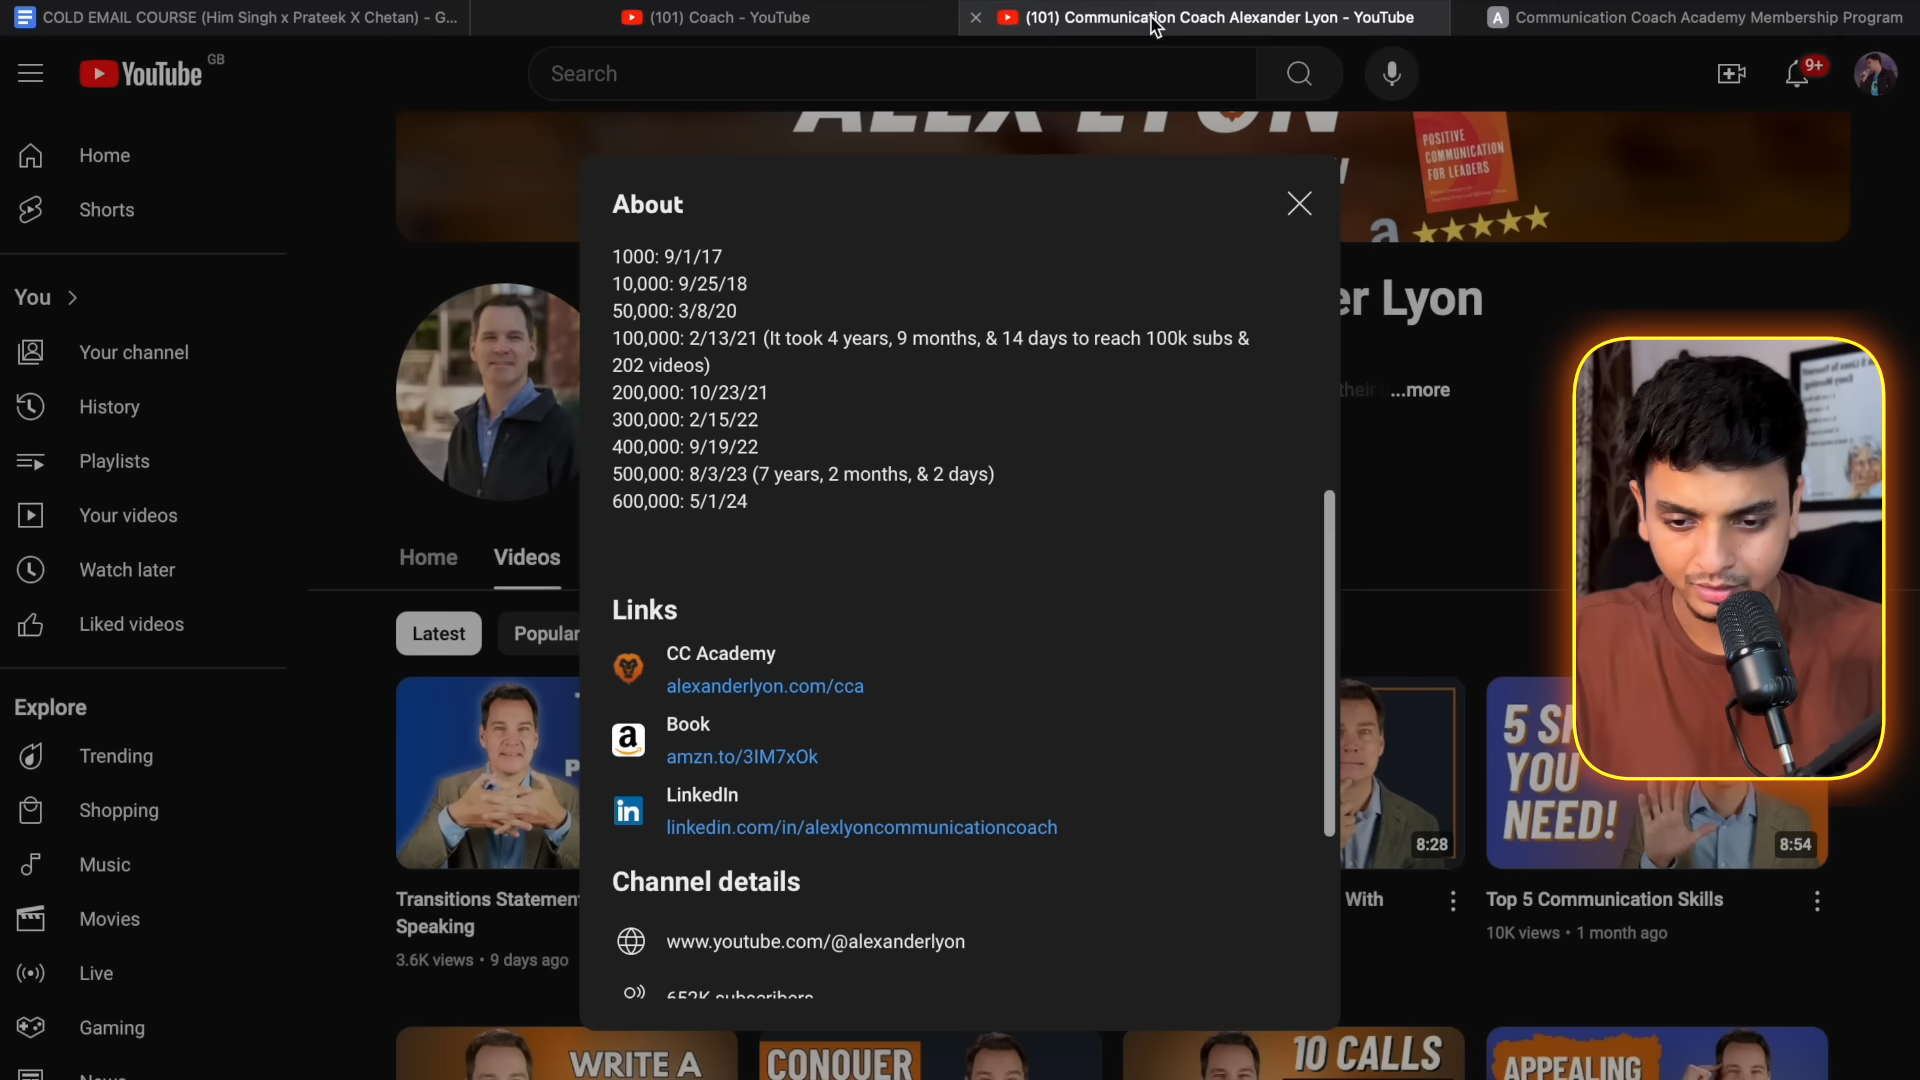 COLD EMAIL COURSE (Him Singh x Prateek X Chetan) - G...
(101) Coach - YouTube
(101) Communication Coach Alexander Lyon - YouTube
A Communication Coach Academy Membership Program
YouTube GB
Search
9+
Home
Shorts
You
Your channel
History
Playlists
Your videos
Watch later
Liked videos
Explore
Trending
Shopping
Music
Movies
Live
Gaming
ALEX LYON
POSITIVE
COMMUNICATION
FOR LEADERS
a
er Lyon
their ...more
Home Videos
Latest Popular
About
1000: 9/1/17
10,000: 9/25/18
50,000: 3/8/20
100,000: 2/13/21 (It took 4 years, 9 months, & 14 days to reach 100k subs &
202 videos)
200,000: 10/23/21
300,000: 2/15/22
400,000: 9/19/22
500,000: 8/3/23 (7 years, 2 months, & 2 days)
600,000: 5/1/24
Links
CC Academy
alexanderlyon.com/cca
a
Book
amzn.to/3IM7xOk
in
LinkedIn
linkedin.com/in/alexlyoncommunicationcoach
Channel details
www.youtube.com/@alexanderlyon
652K subscribers
Transitions Statemen
Speaking
3.6K views • 9 days ago
8:28
With
YOU
NEED!
8:54
Top 5 Communication Skills
10K views • 1 month ago
WRITE A
CONQUER
10 CALLS
APPEALING